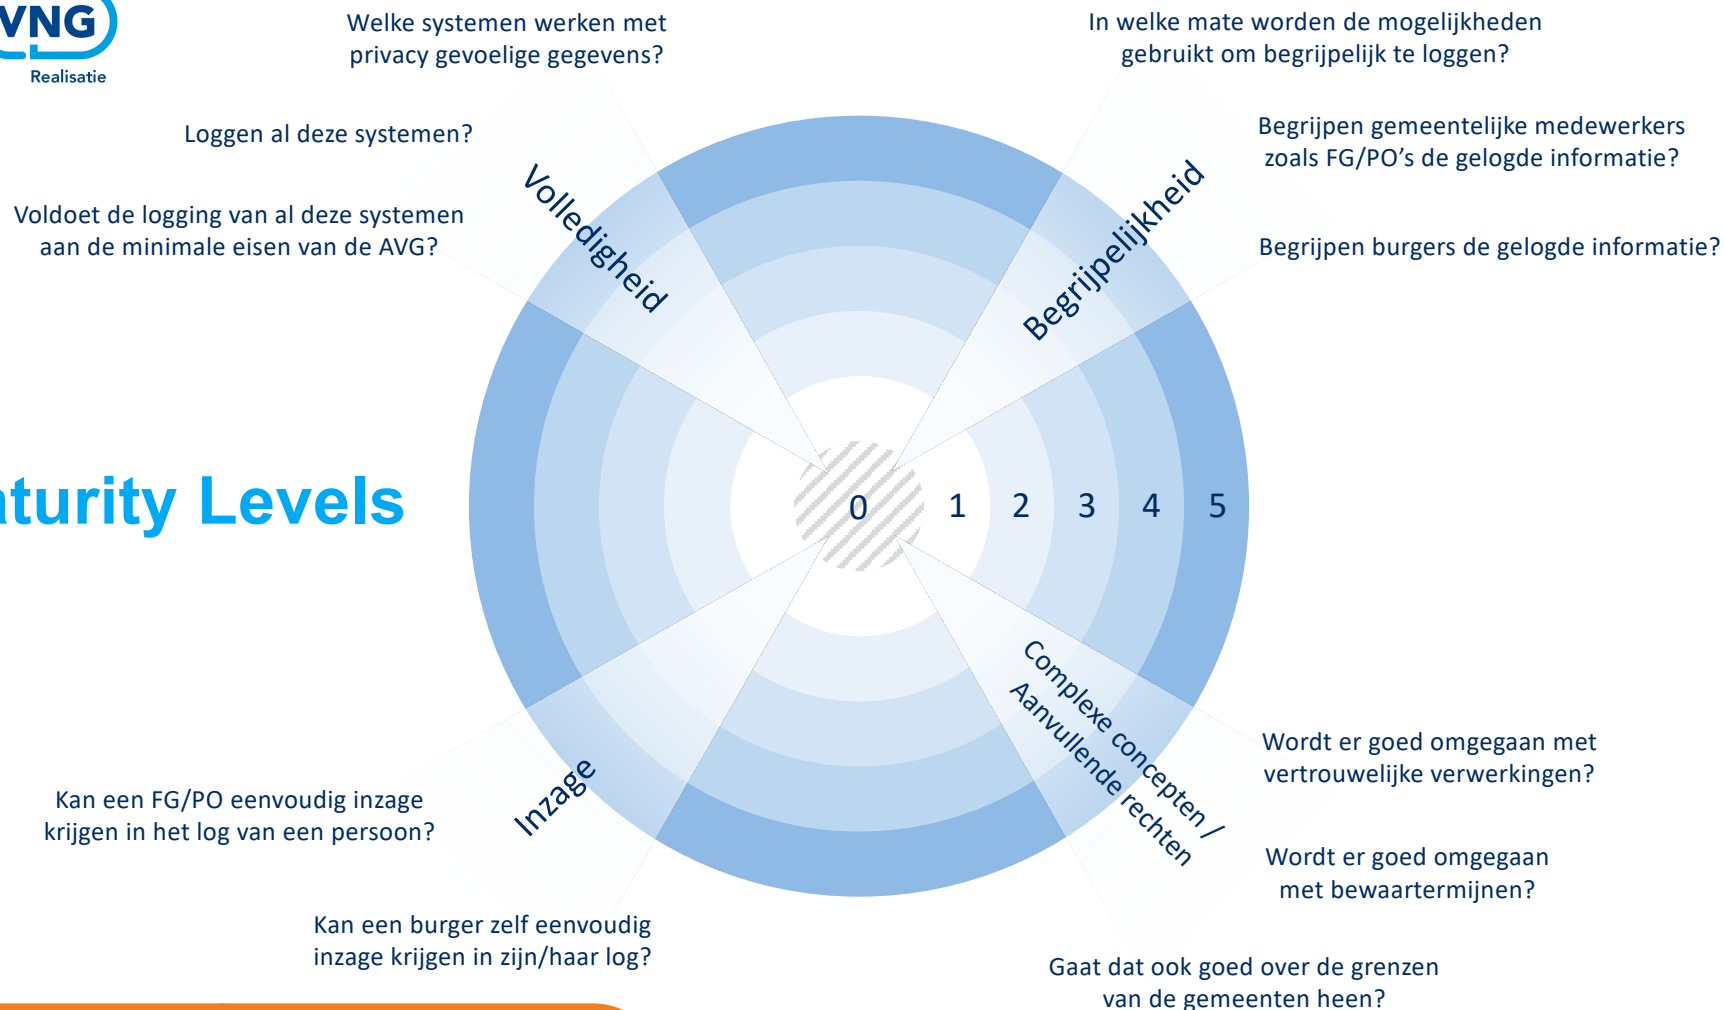 VNG
Realisatie
Welke systemen werken met
privacy gevoelige gegevens?
Loggen al deze systemen?
Voldoet de logging van al deze systemen
aan de minimale eisen van de AVG?
In welke mate worden de mogelijkheden
gebruikt om begrijpelijk te loggen?
Begrijpen gemeentelijke medewerkers
zoals FG/PO's de gelogde informatie?
Begrijpen burgers de gelogde informatie?
Volledigheid
Begrijpelijkheid
aturity Levels
0 1 2 3 4 5
Inzage
Complexe concepten /
Aanvullende rechten
Kan een FG/PO eenvoudig inzage
krijgen in het log van een persoon?
Kan een burger zelf eenvoudig
inzage krijgen in zijn/haar log?
Wordt er goed omgegaan met
vertrouwelijke verwerkingen?
Wordt er goed omgegaan
met bewaartermijnen?
Gaat dat ook goed over de grenzen
van de gemeenten heen?